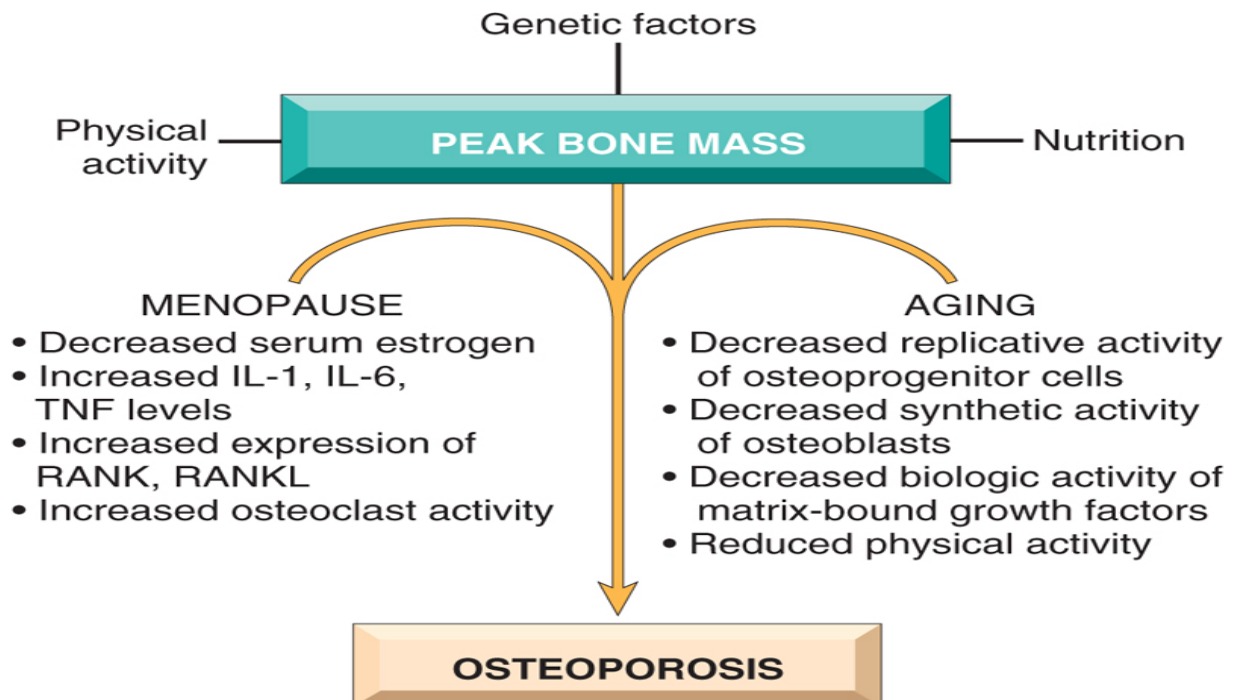 Genetic factors
Physical
activity
PEAK BONE MASS
Nutrition
MENOPAUSE
• Decreased serum estrogen
• Increased IL-1, IL-6,
TNF levels
• Increased expression of
RANK, RANKL
• Increased osteoclast activity
AGING
• Decreased replicative activity
of osteoprogenitor cells
• Decreased synthetic activity
of osteoblasts
• Decreased biologic activity of
matrix-bound growth factors
• Reduced physical activity
OSTEOPOROSIS